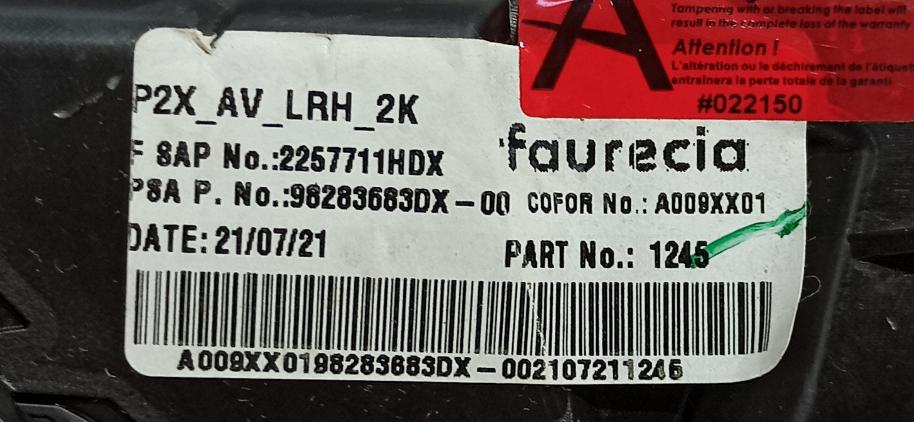 Tampering with or breaking the label will
result in the complete loss of the warranty
Attention !
L'altération ou le déchirement de l'étiquet
entraînera la perte totale de la garanti
#022150
A
P2X_AV_LRH_2K
faurecia
F SAP No.:2257711HDX
PSA P. No.:98283683DX-00 COFOR No.: A009XX01
DATE: 21/07/21 PART No.: 1245
A009XX0198283683DX-002107211245